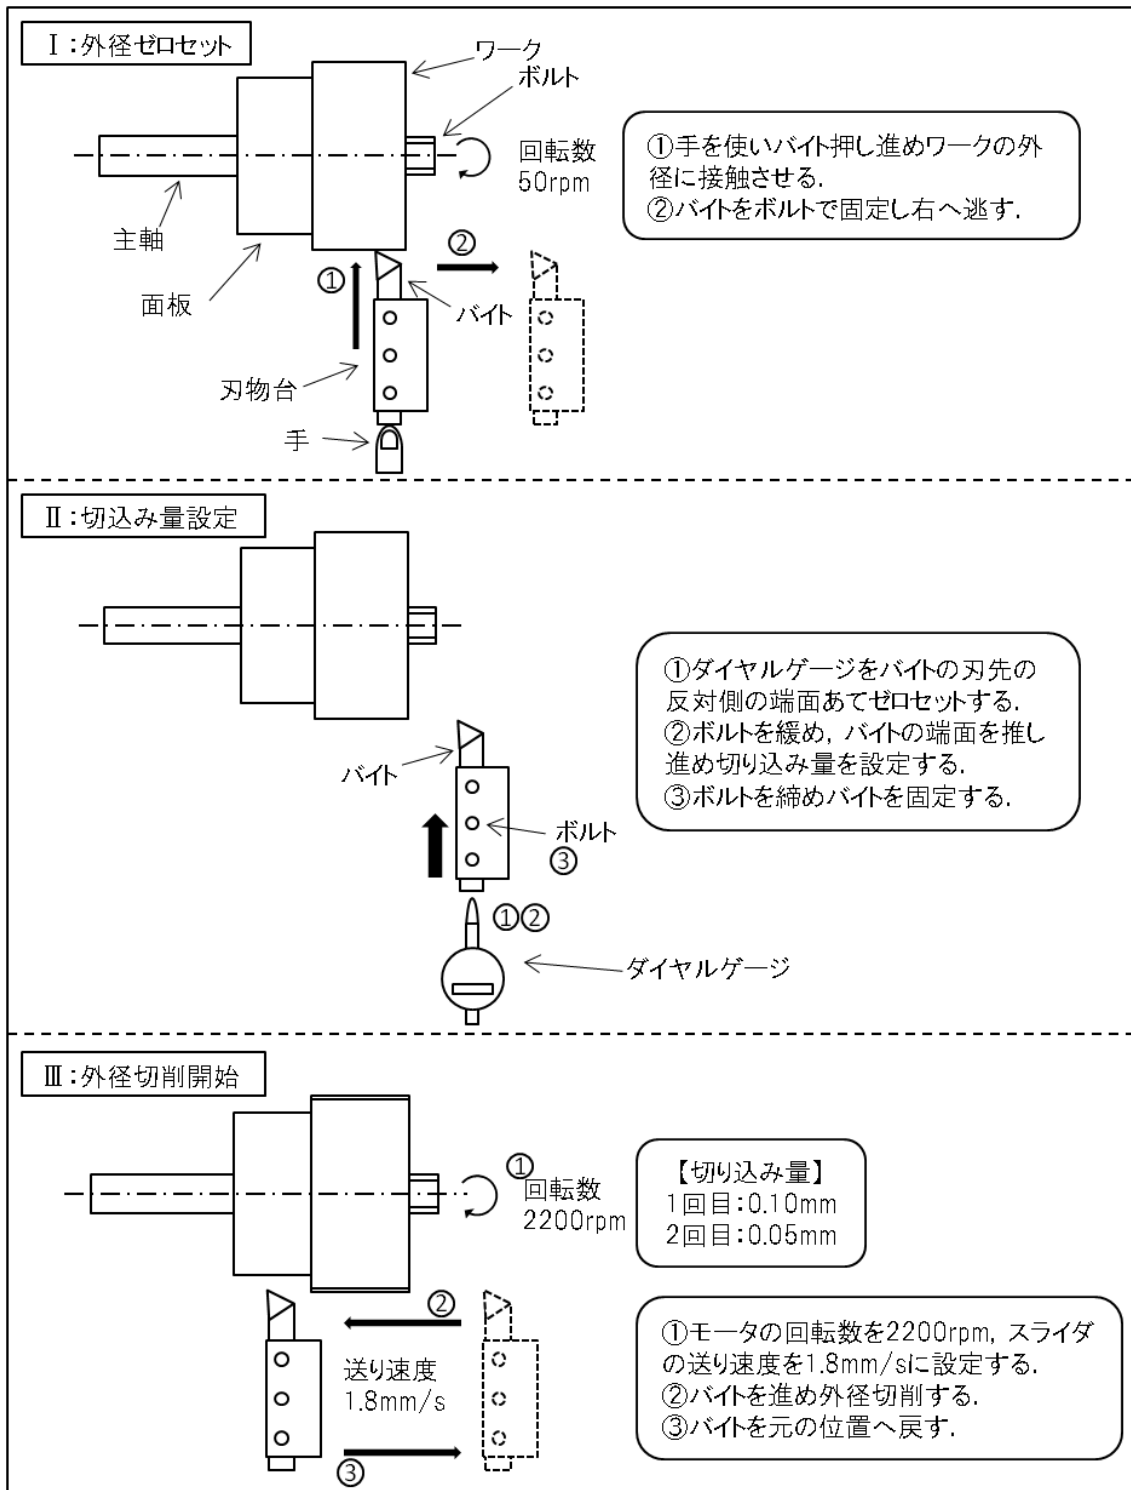 Ⅰ：外径ゼロセット
ワーク
ボルト
回転数
50rpm
①手を使いバイト押し進めワークの外
径に接触させる．
②バイトをボルトで固定し右へ逃す．
主軸
面板
①
②
バイト
刃物台
手
Ⅱ：切込み量設定
①ダイヤルゲージをバイトの刃先の
反対側の端面あてゼロセットする．
②ボルトを緩め，バイトの端面を推し
進め切り込み量を設定する．
③ボルトを締めバイトを固定する．
バイト
ボルト
③
①②
ダイヤルゲージ
Ⅲ：外径切削開始
①
回転数
2200rpm
【切り込み量】
1回目：0.10mm
2回目：0.05mm
②
送り速度
1.8mm/s
③
①モータの回転数を2200rpm，スライダ
の送り速度を1.8mm/sに設定する．
②バイトを進め外径切削する．
③バイトを元の位置へ戻す．